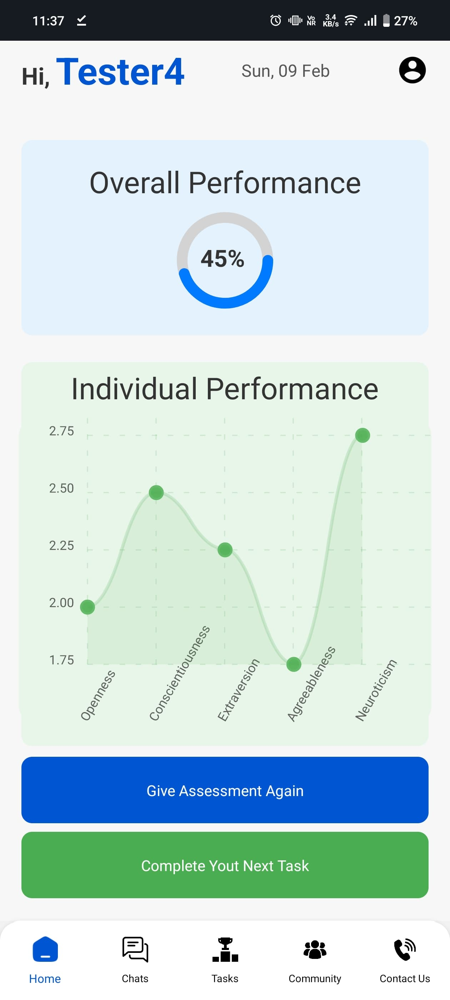 11:37
Vo NR
3.4 KB/s
27%
Hi, Tester4
Sun, 09 Feb
Overall Performance
45%
Individual Performance
2.75
2.50
2.25
2.00
1.75
Openness
Conscientiousness
Extraversion
Agreeableness
Neuroticism
Give Assessment Again
Complete Yout Next Task
Home
Chats
Tasks
Community
Contact Us